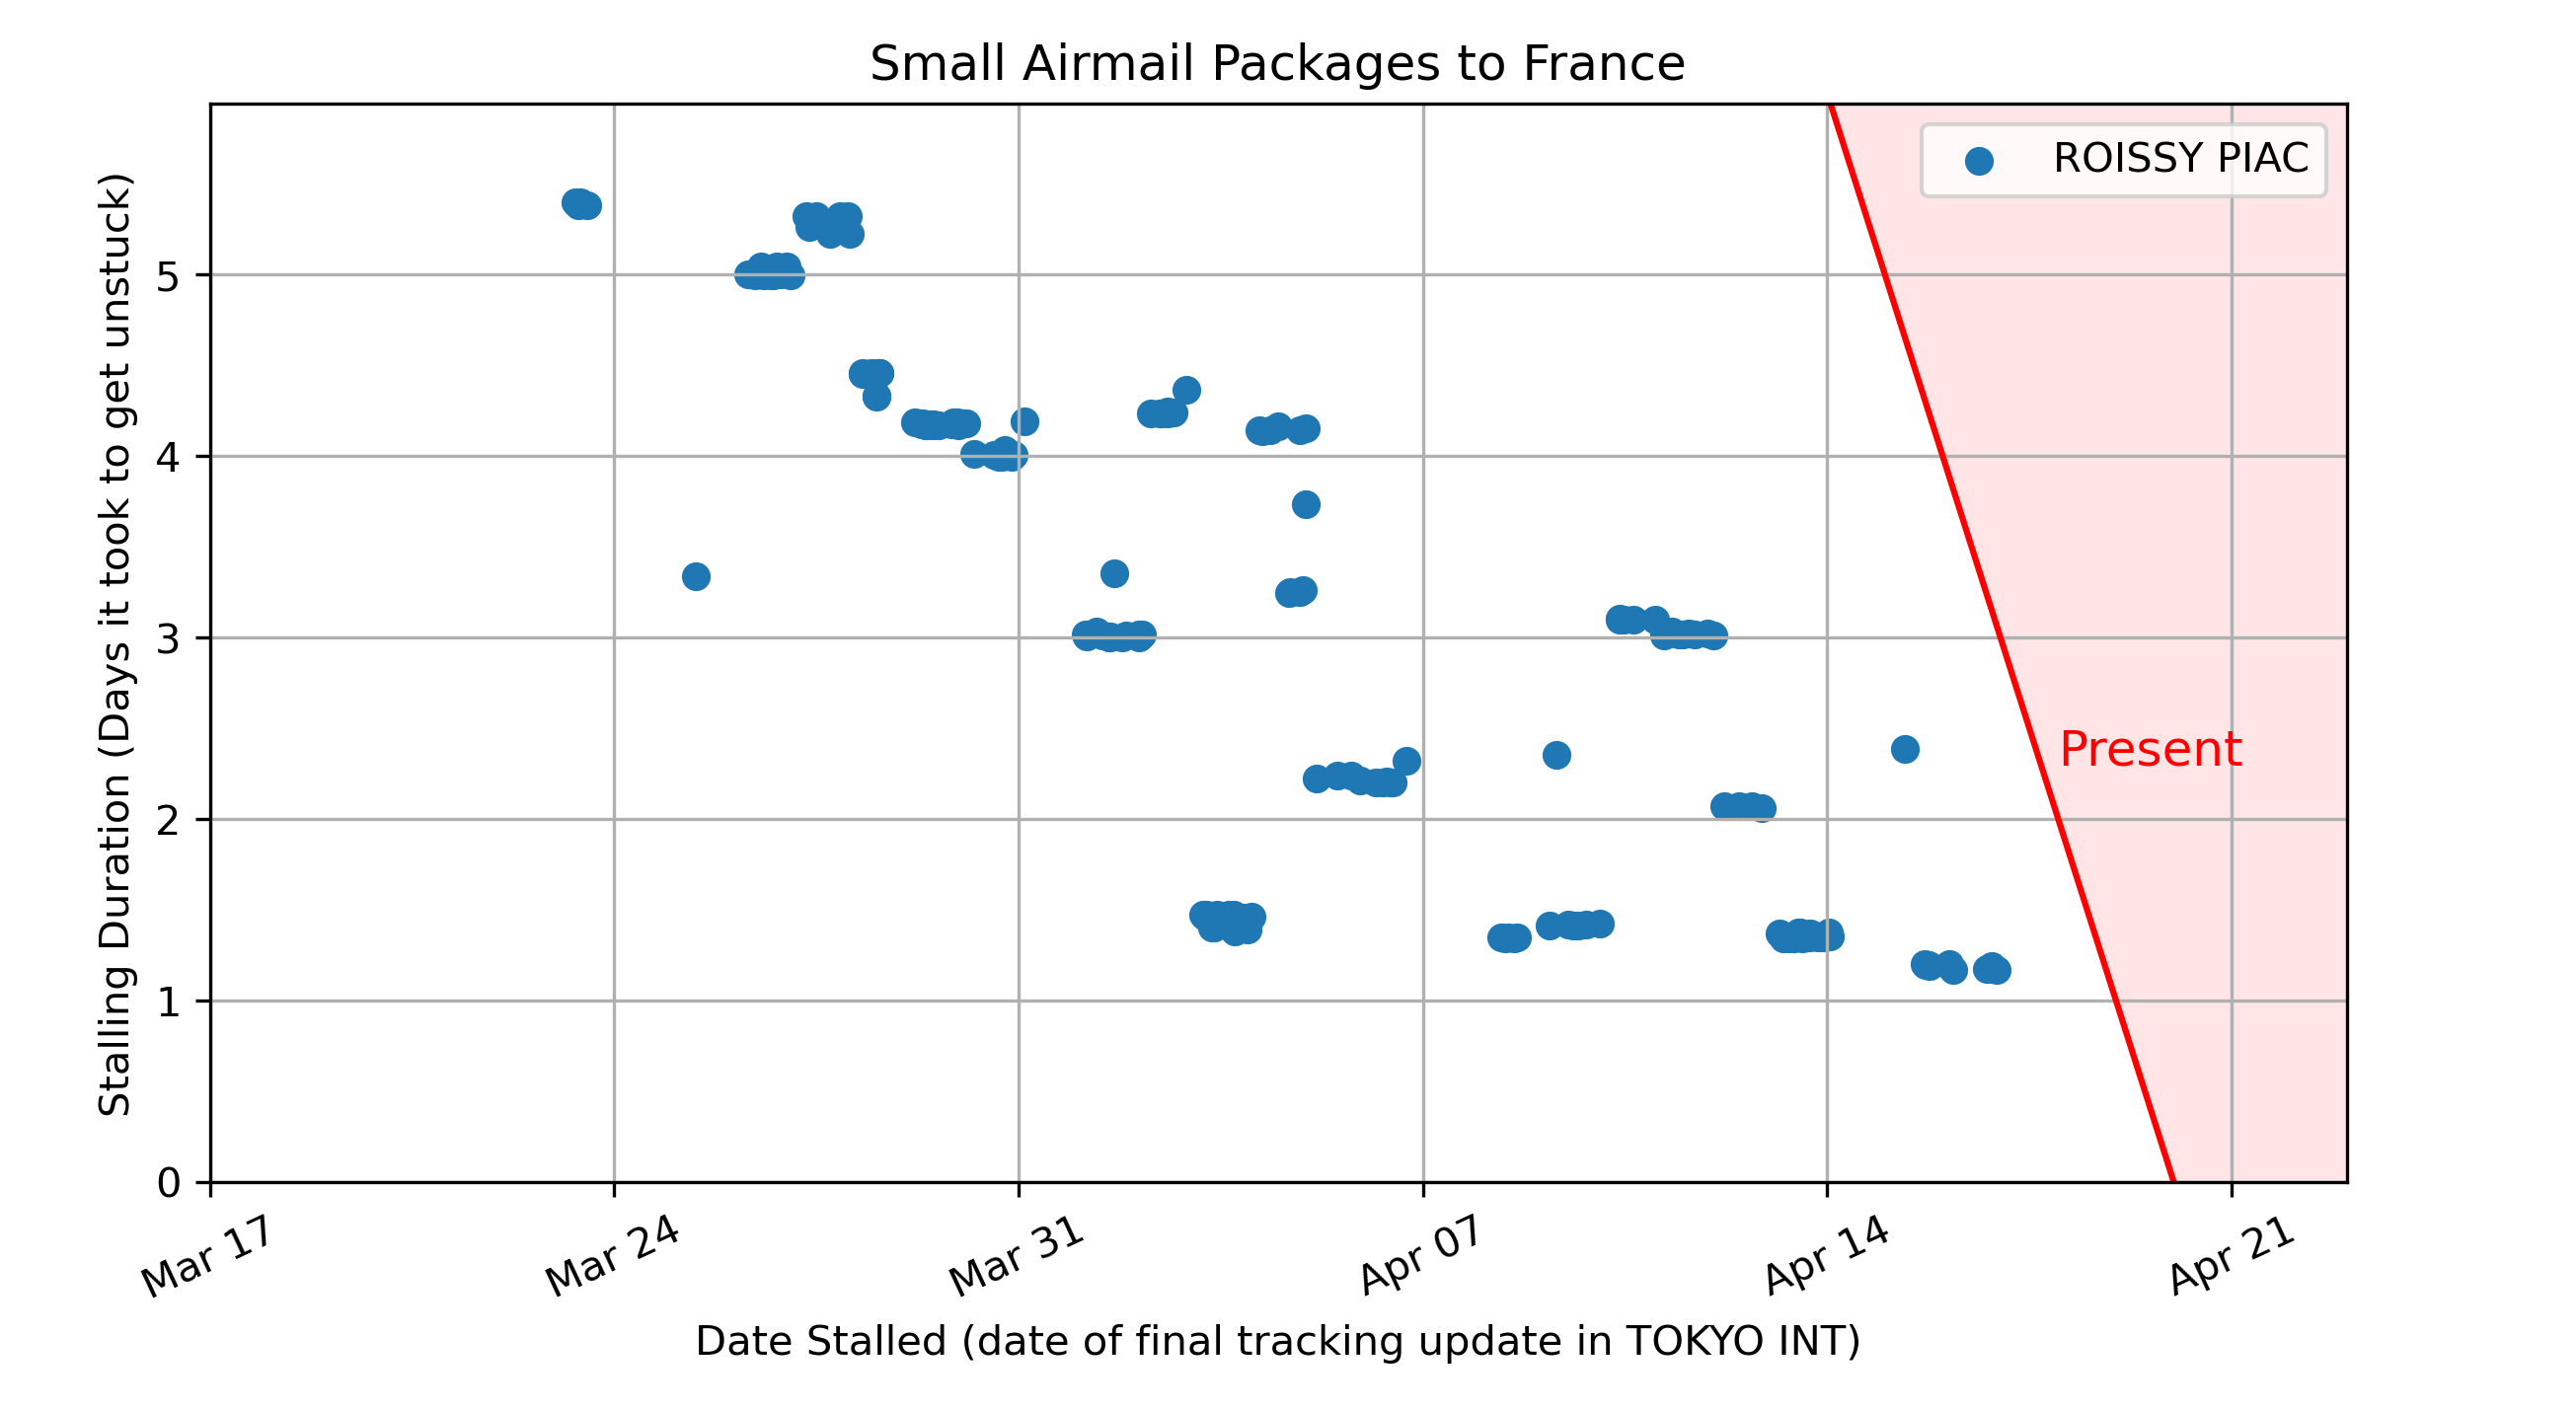 Small Airmail Packages to France
ROISSY PIAC
Stalling Duration (Days it took to get unstuck)
5
4
3
2
1
0
Present
Mar 17
Mar 24
Mar 31
Apr 07
Apr 14
Apr 21
Date Stalled (date of final tracking update in TOKYO INT)